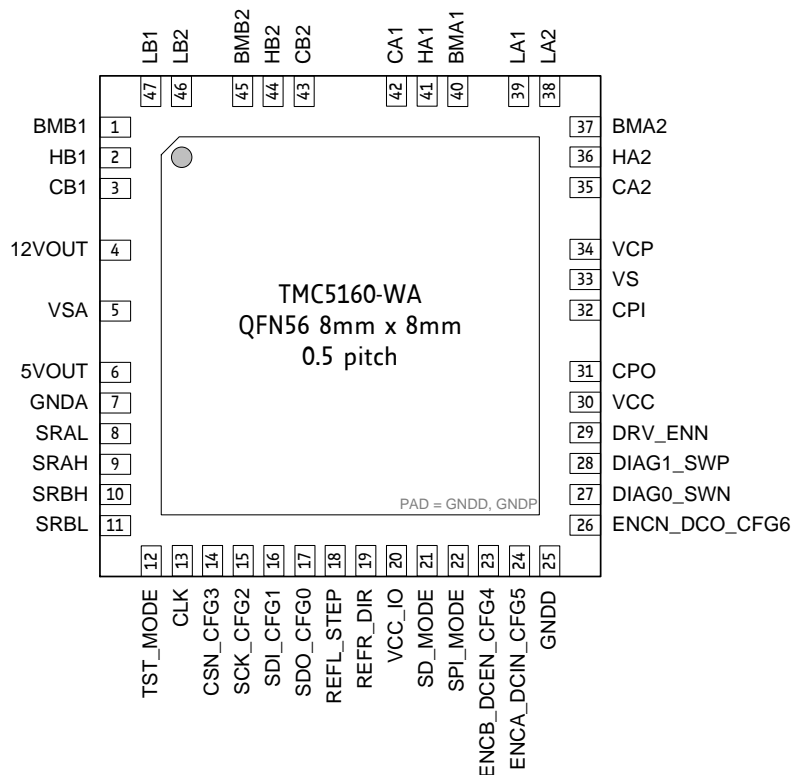 LB1
LB2
BMB2
HB2
CB2
CA1
HA1
BMA1
LA1
LA2
47
46
45
44
43
42
41
40
39
38
BMB1 1
HB1 2
CB1 3
12VOUT 4
VSA 5
5VOUT 6
GNDA 7
SRAL 8
SRAH 9
SRBH 10
SRBL 11
TMC5160-WA
QFN56 8mm x 8mm
0.5 pitch
PAD = GNDD, GNDP
37 BMA2
36 HA2
35 CA2
34 VCP
33 VS
32 CPI
31 CPO
30 VCC
29 DRV_ENN
28 DIAG1_SWP
27 DIAG0_SWN
26 ENCN_DCO_CFG6
12
13
14
15
16
17
18
19
20
21
22
23
24
25
TST_MODE
CLK
CSN_CFG3
SCK_CFG2
SDI_CFG1
SDO_CFG0
REFL_STEP
REFR_DIR
VCC_IO
SD_MODE
SPI_MODE
ENCB_DCEN_CFG4
ENCA_DCIN_CFG5
GNDD